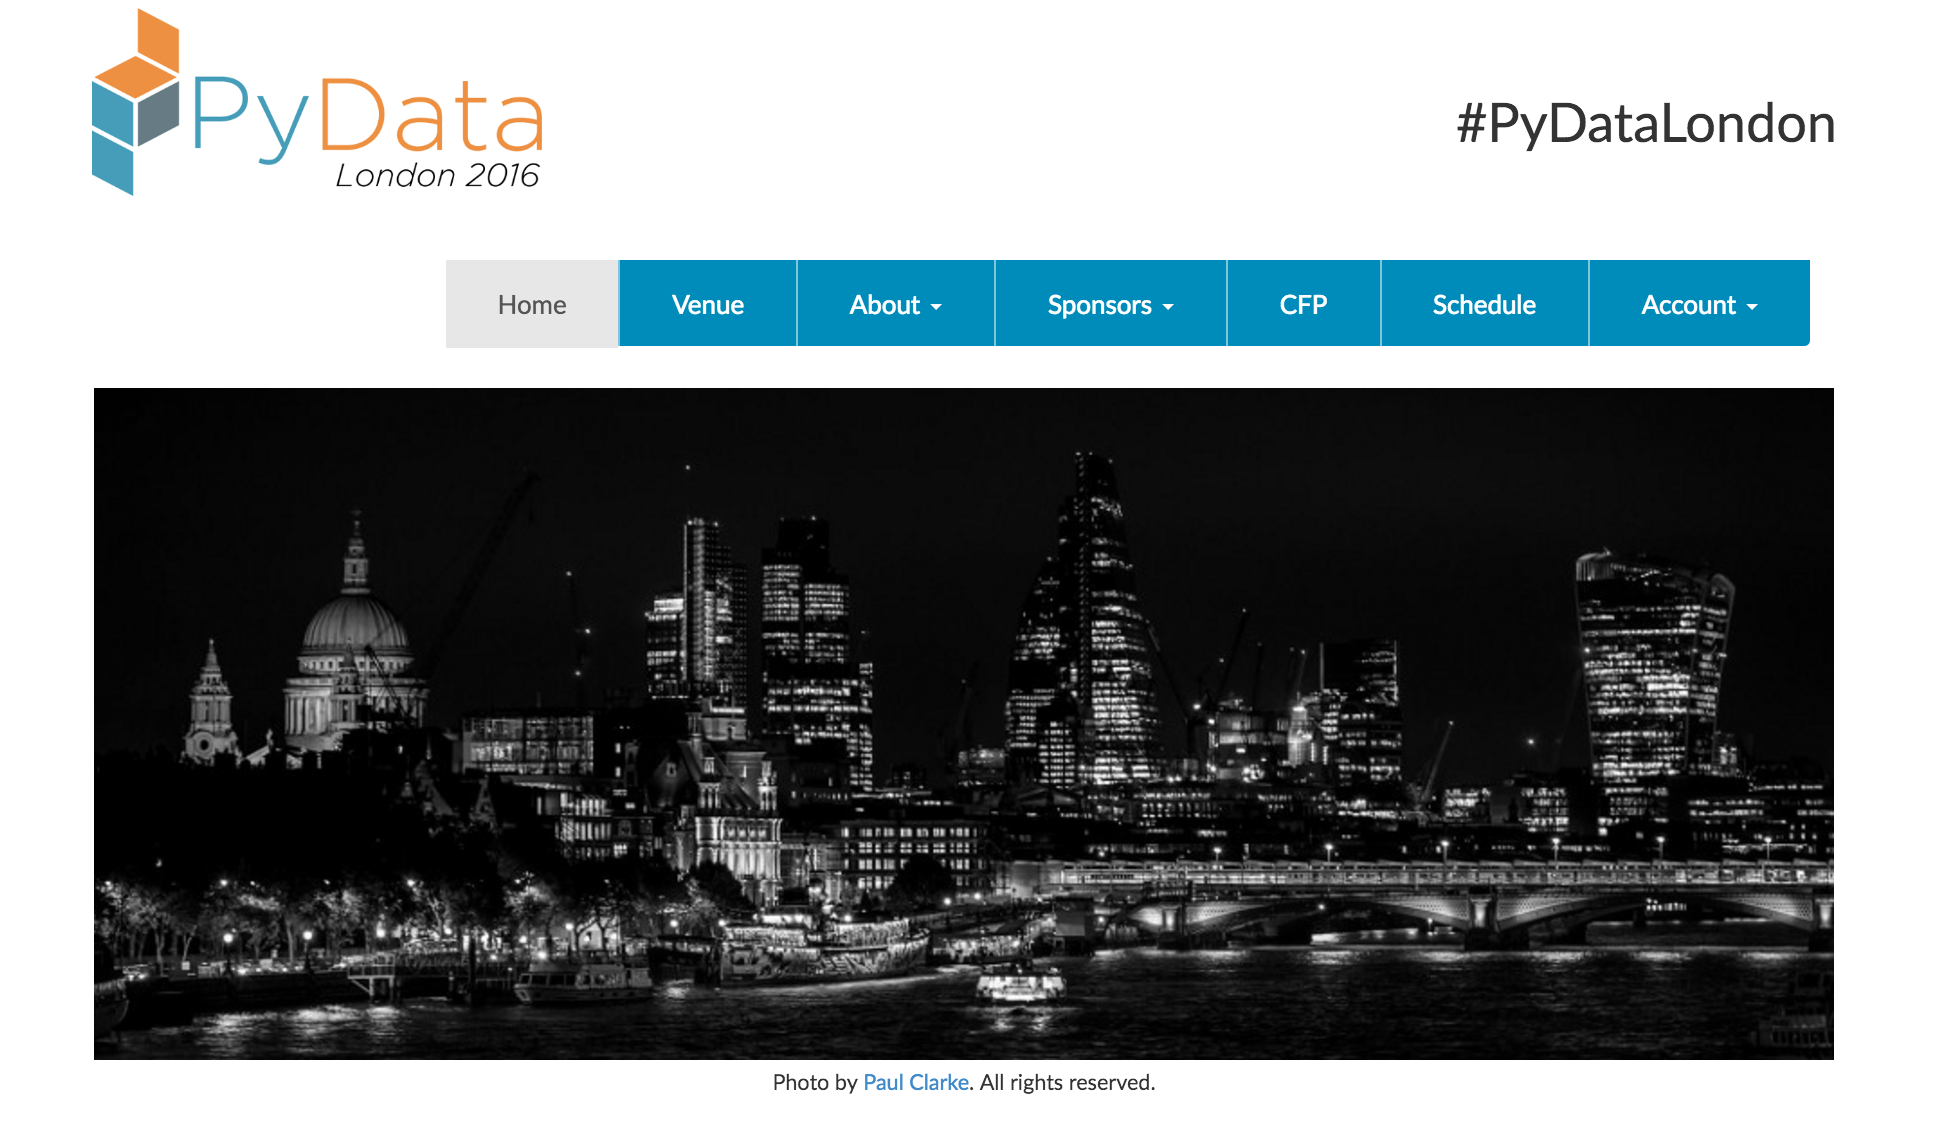 PyData
London 2016
#PyDataLondon
Home Venue About Sponsors CFP Schedule Account
Photo by Paul Clarke. All rights reserved.